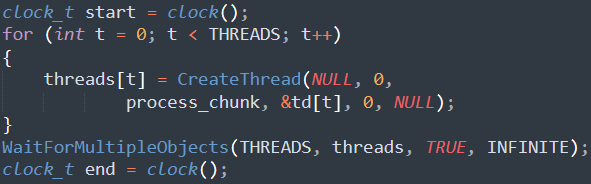 clock_t start = clock();
for (int t = 0; t < THREADS; t++)
{
    threads[t] = CreateThread(NULL, 0,
            process_chunk, &td[t], 0, NULL);
}
WaitForMultipleObjects(THREADS, threads, TRUE, INFINITE);
clock_t end = clock();